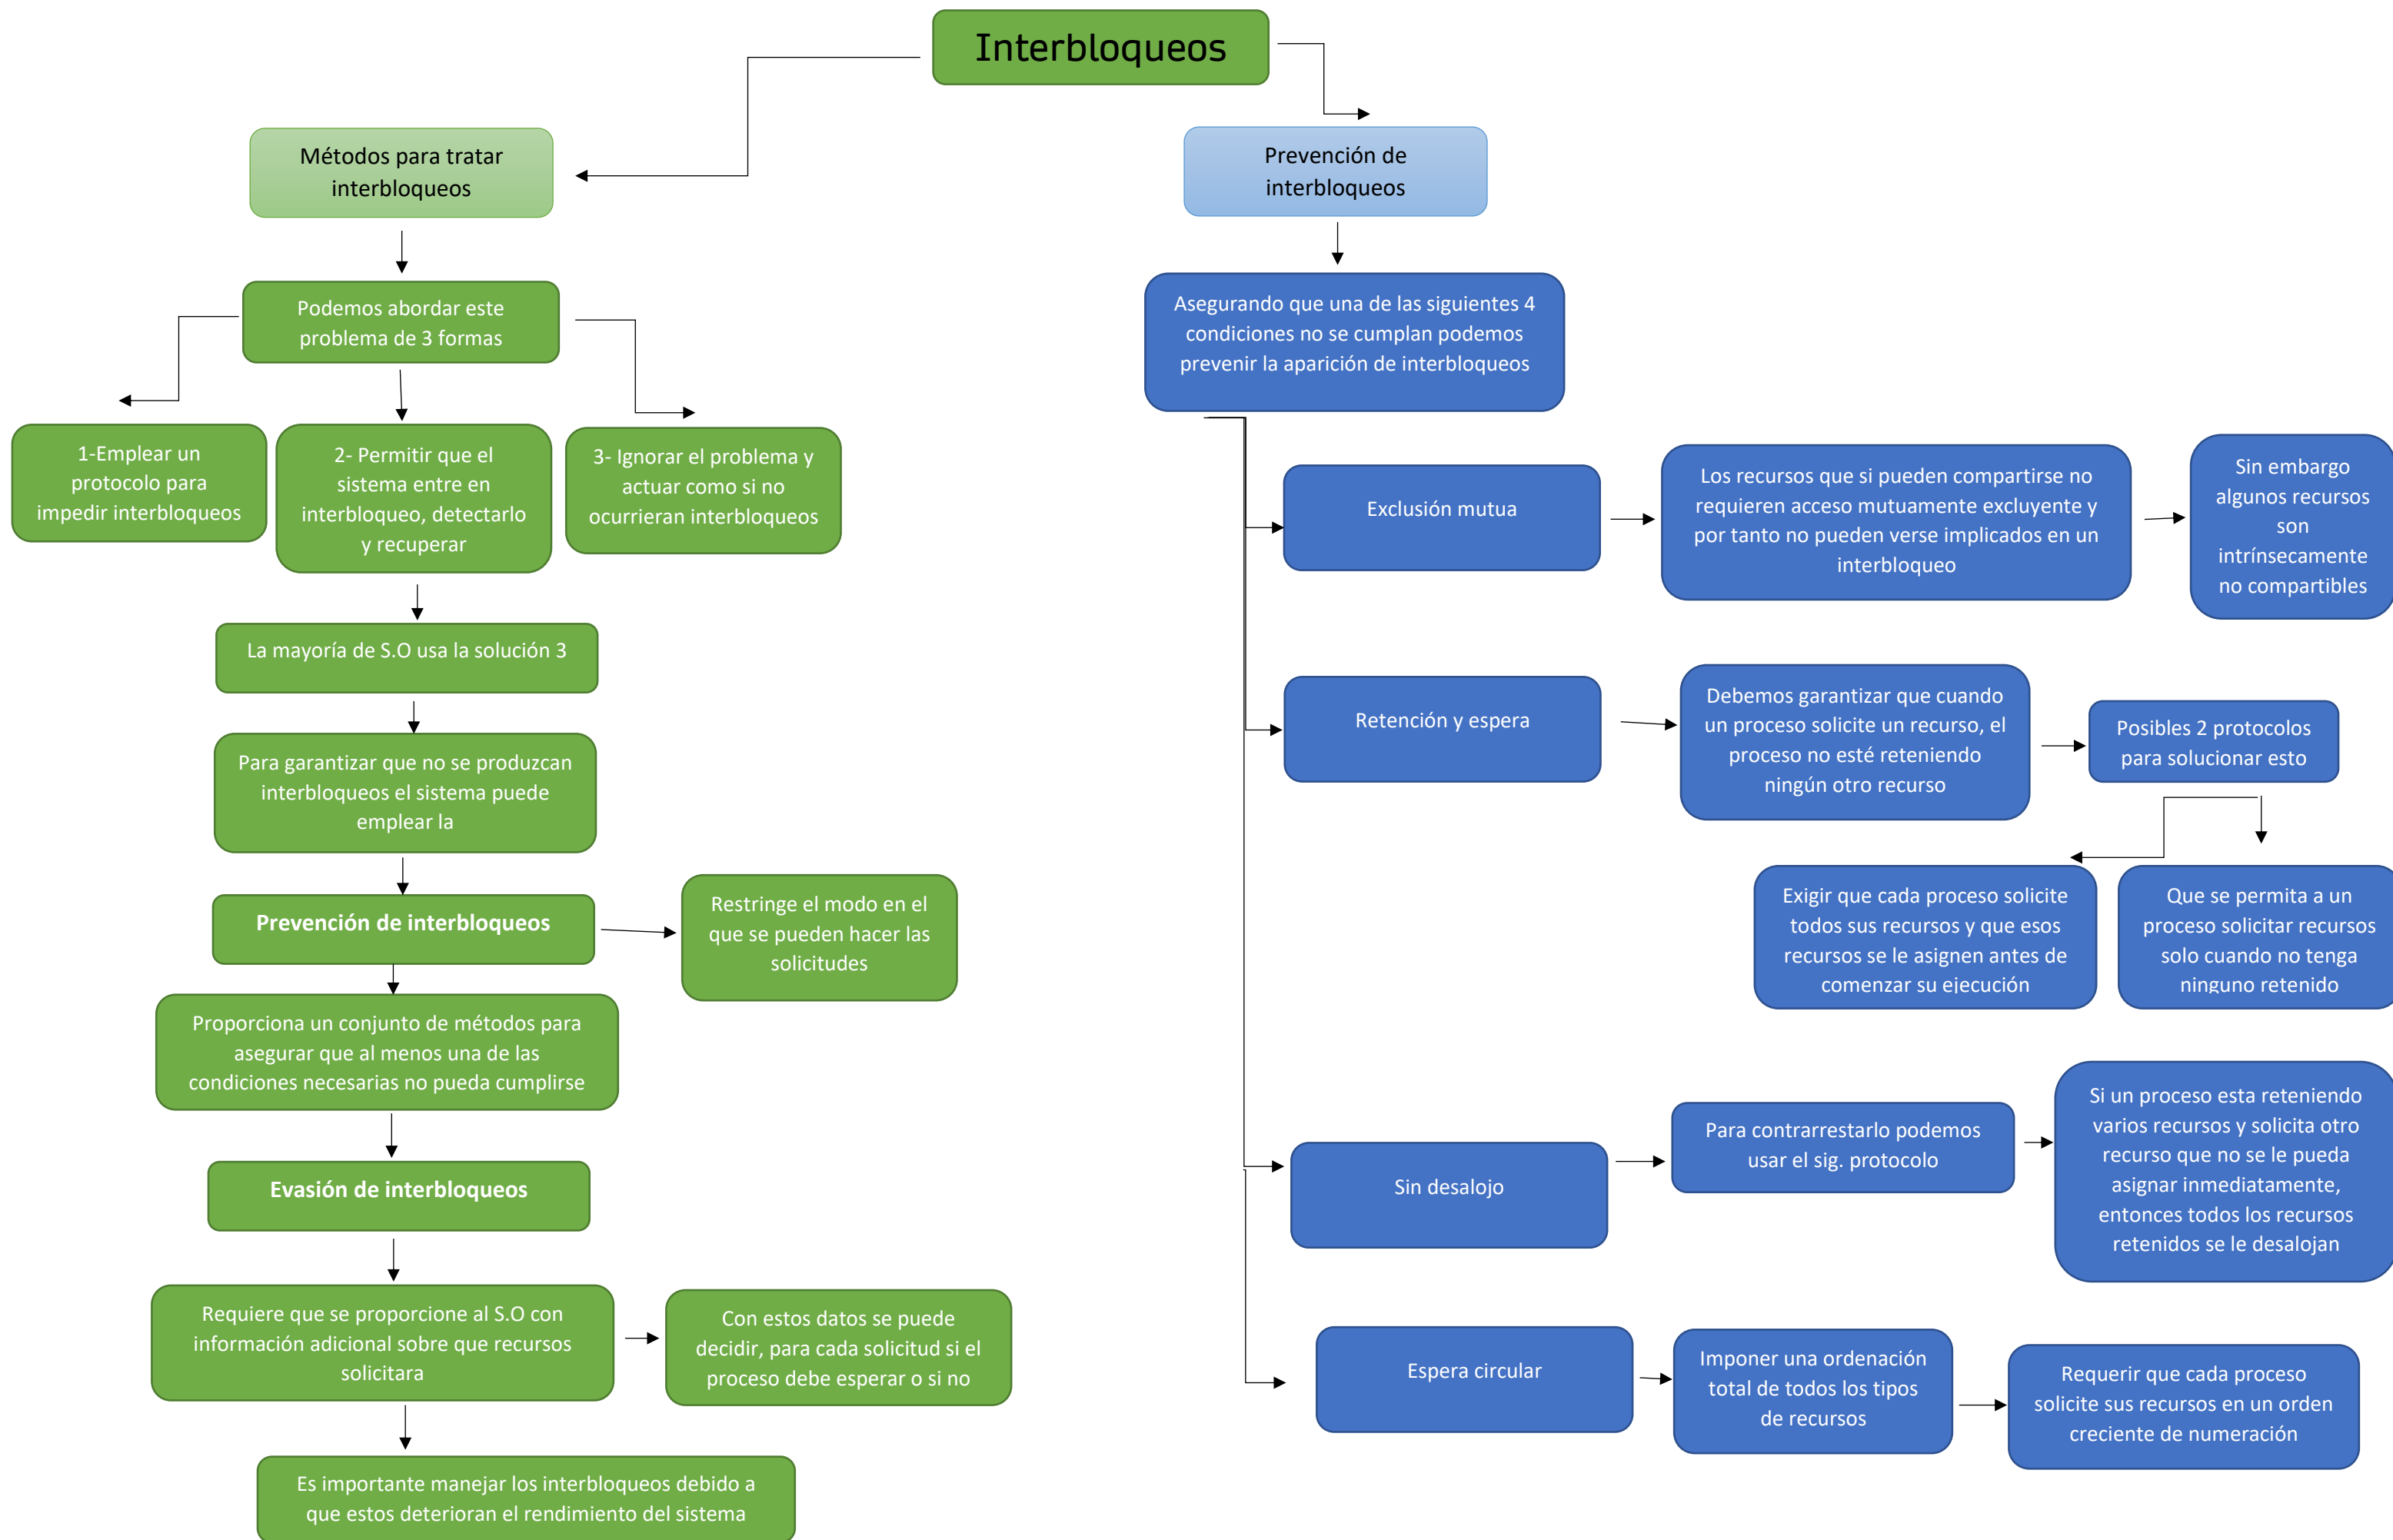 Interbloqueos
Métodos para tratar
interbloqueos
Podemos abordar este
problema de 3 formas
1-Emplear un
protocolo para
impedir interbloqueos
2- Permitir que el
sistema entre en
interbloqueo, detectarlo
y recuperar
3- Ignorar el problema y
actuar como si no
ocurrieran interbloqueos
La mayoría de S.O usa la solución 3
Para garantizar que no se produzcan
interbloqueos el sistema puede
emplear la
Prevención de interbloqueos
Restringe el modo en el
que se pueden hacer las
solicitudes
Proporciona un conjunto de métodos para
asegurar que al menos una de las
condiciones necesarias no pueda cumplirse
Evasión de interbloqueos
Requiere que se proporcione al S.O con
información adicional sobre que recursos
solicitara
Con estos datos se puede
decidir, para cada solicitud si el
proceso debe esperar o si no
Es importante manejar los interbloqueos debido a
que estos deterioran el rendimiento del sistema
Prevención de
interbloqueos
Asegurando que una de las siguientes 4
condiciones no se cumplan podemos
prevenir la aparición de interbloqueos
Exclusión mutua
Los recursos que si pueden compartirse no
requieren acceso mutuamente excluyente y
por tanto no pueden verse implicados en un
interbloqueo
Sin embargo
algunos recursos
son
intrínsecamente
no compartibles
Retención y espera
Debemos garantizar que cuando
un proceso solicite un recurso, el
proceso no esté reteniendo
ningún otro recurso
Posibles 2 protocolos
para solucionar esto
Exigir que cada proceso solicite
todos sus recursos y que esos
recursos se le asignen antes de
comenzar su ejecución
Que se permita a un
proceso solicitar recursos
solo cuando no tenga
ninguno retenido
Sin desalojo
Para contrarrestarlo podemos
usar el sig. protocolo
Si un proceso esta reteniendo
varios recursos y solicita otro
recurso que no se le pueda
asignar inmediatamente,
entonces todos los recursos
retenidos se le desalojan
Espera circular
Imponer una ordenación
total de todos los tipos
de recursos
Requerir que cada proceso
solicite sus recursos en un orden
creciente de numeración